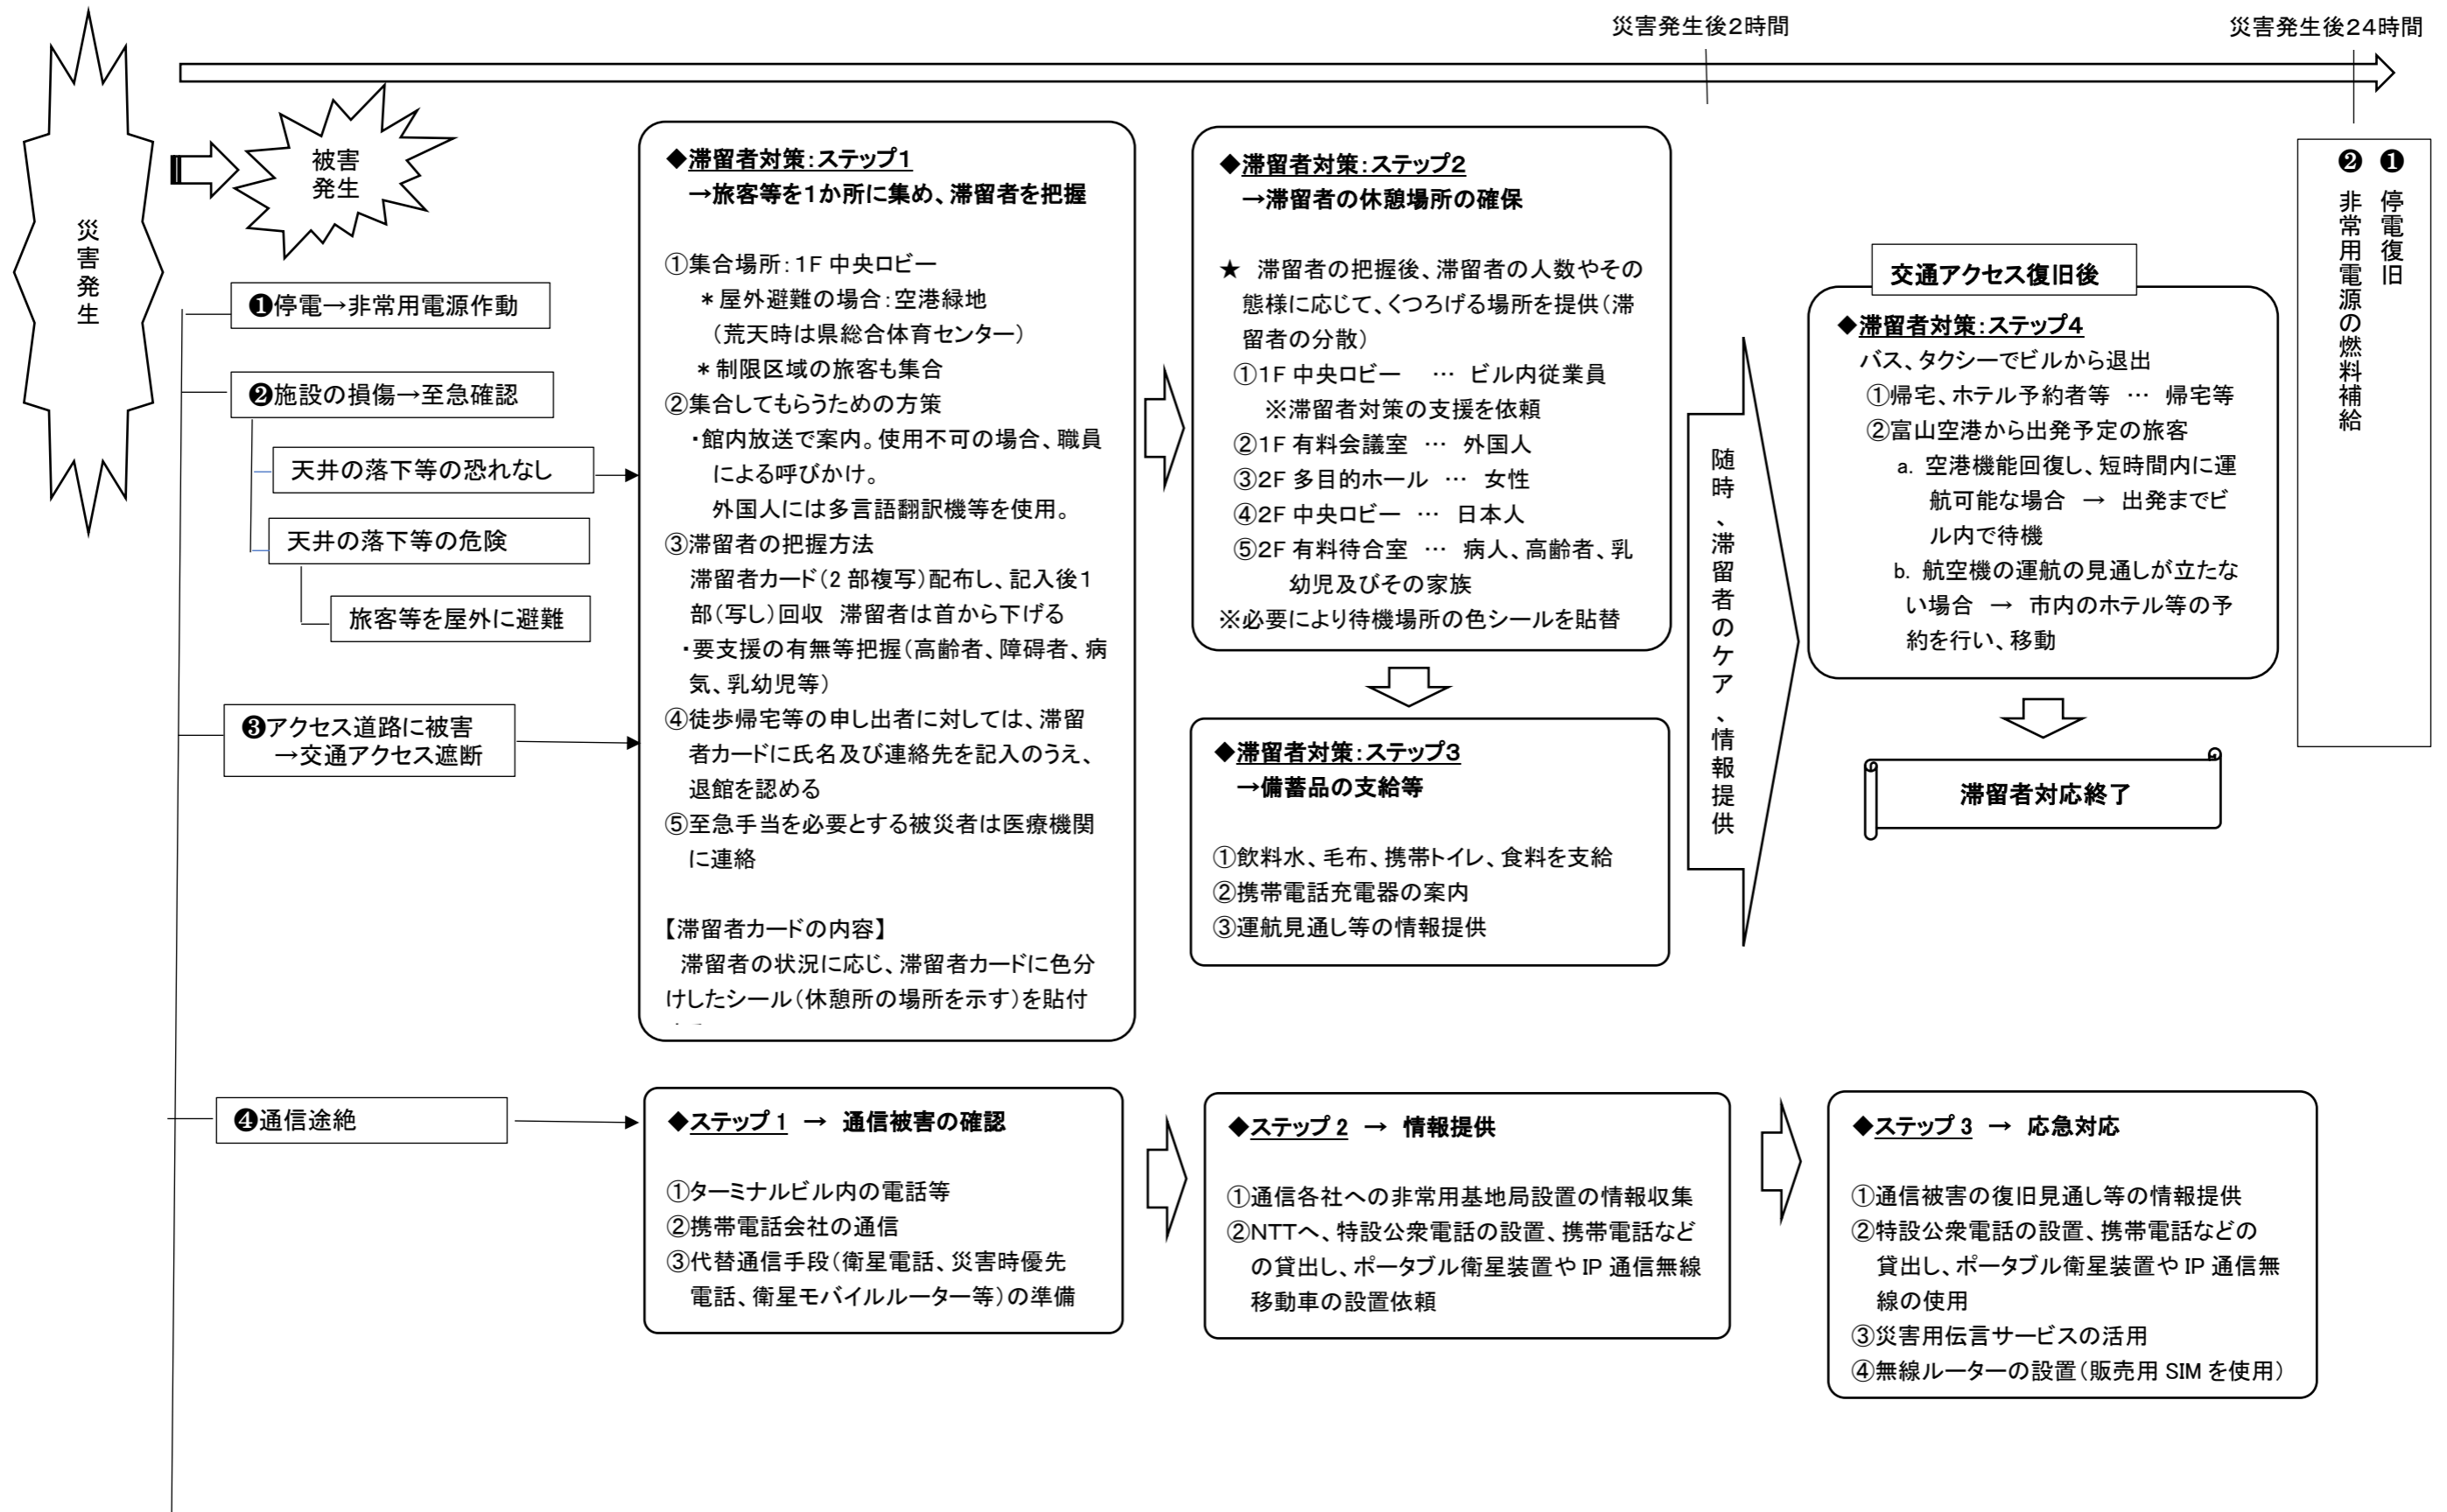 災害発生後2時間
災害発生後24時間
災害発生
被害
発生
❶停電→非常用電源作動
❷施設の損傷→至急確認
天井の落下等の恐れなし
天井の落下等の危険
旅客等を屋外に避難
❸アクセス道路に被害
→交通アクセス遮断
◆滞留者対策：ステップ１
→旅客等を１か所に集め、滞留者を把握
①集合場所：１F 中央ロビー
＊屋外避難の場合：空港緑地
（荒天時は県総合体育センター）
＊制限区域の旅客も集合
②集合してもらうための方策
・館内放送で案内。使用不可の場合、職員
による呼びかけ。
外国人には多言語翻訳機等を使用。
③滞留者の把握方法
滞留者カード（2 部複写）配布し、記入後１
部（写し）回収　滞留者は首から下げる
・要支援の有無等把握（高齢者、障碍者、病
気、乳幼児等）
④徒歩帰宅等の申し出者に対しては、滞留
者カードに氏名及び連絡先を記入のうえ、
退館を認める
⑤至急手当を必要とする被災者は医療機関
に連絡
【滞留者カードの内容】
滞留者の状況に応じ、滞留者カードに色分
けしたシール（休憩所の場所を示す）を貼付
◆滞留者対策：ステップ２
→滞留者の休憩場所の確保
★　滞留者の把握後、滞留者の人数やその
態様に応じて、くつろげる場所を提供（滞
留者の分散）
①１F 中央ロビー　…　ビル内従業員
※滞留者対策の支援を依頼
②１F 有料会議室　…　外国人
③２F 多目的ホール　…　女性
④２F 中央ロビー　…　日本人
⑤２F 有料待合室　…　病人、高齢者、乳
幼児及びその家族
※必要により待機場所の色シールを貼替
◆滞留者対策：ステップ３
→備蓄品の支給等
①飲料水、毛布、携帯トイレ、食料を支給
②携帯電話充電器の案内
③運航見通し等の情報提供
随時、滞留者のケア、情報提供
交通アクセス復旧後
◆滞留者対策：ステップ４
バス、タクシーでビルから退出
①帰宅、ホテル予約者等　…　帰宅等
②富山空港から出発予定の旅客
a. 空港機能回復し、短時間内に運
航可能な場合　→　出発までビ
ル内で待機
b. 航空機の運航の見通しが立たな
い場合　→　市内のホテル等の予
約を行い、移動
滞留者対応終了
❶　停電復旧
❷　非常用電源の燃料補給
❹通信途絶
◆ステップ 1　→　通信被害の確認
①ターミナルビル内の電話等
②携帯電話会社の通信
③代替通信手段（衛星電話、災害時優先
電話、衛星モバイルルーター等）の準備
◆ステップ 2　→　情報提供
①通信各社への非常用基地局設置の情報収集
②NTTへ、特設公衆電話の設置、携帯電話など
の貸出し、ポータブル衛星装置や IP 通信無線
移動車の設置依頼
◆ステップ 3　→　応急対応
①通信被害の復旧見通し等の情報提供
②特設公衆電話の設置、携帯電話などの
貸出し、ポータブル衛星装置や IP 通信無
線の使用
③災害用伝言サービスの活用
④無線ルーターの設置（販売用 SIM を使用）